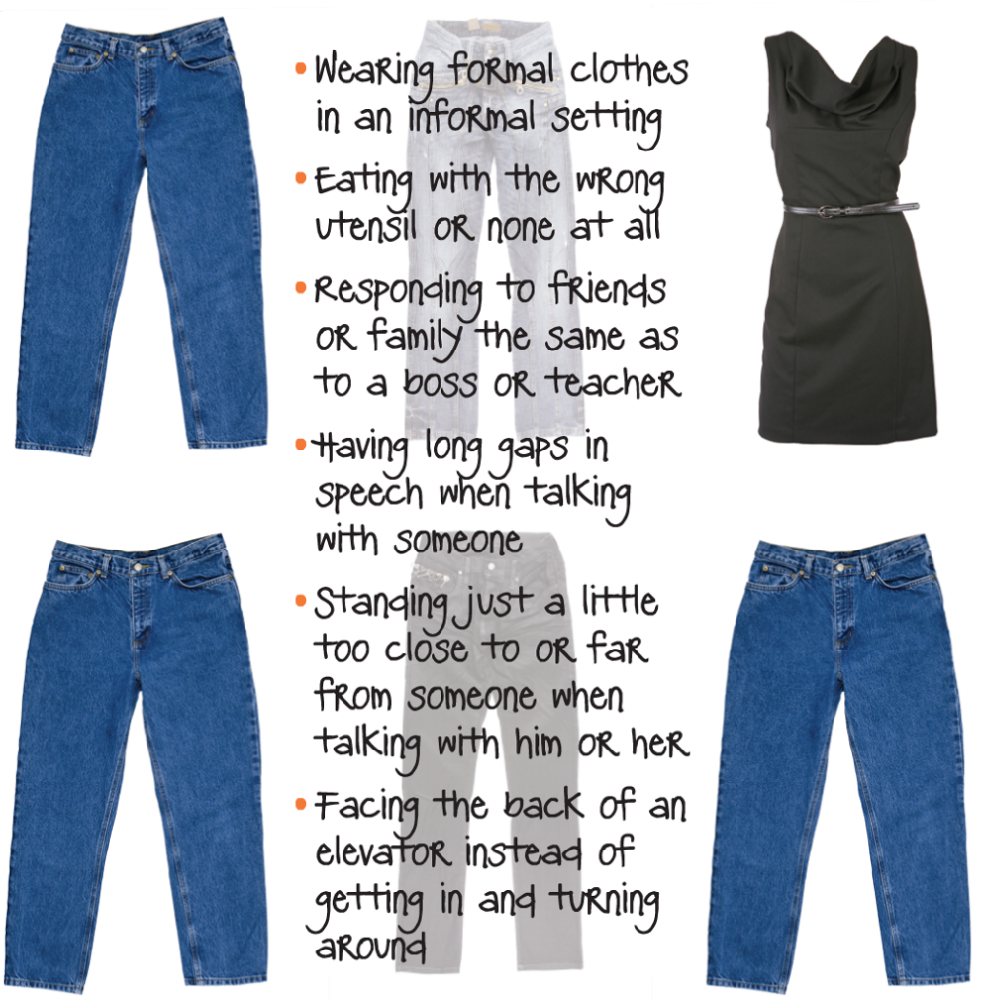 • Wearing formal clothes
in an informal setting
• Eating with the wrong
utensil or none at all
• Responding to friends
or family the same as
to a boss or teacher
• Having long gaps in
speech when talking
with someone
• Standing just a little
too close to or far
from someone when
talking with him or her
• Facing the back of an
elevator instead of
getting in and turning
around